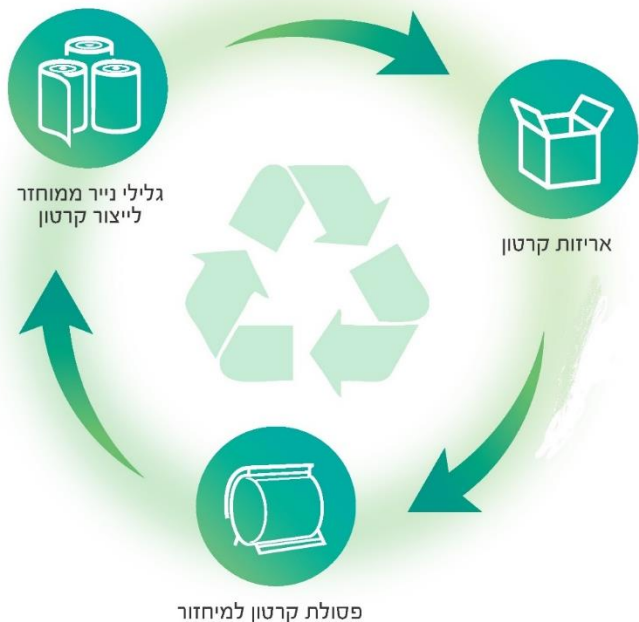 גלילי נייר ממוחזר
לייצור קרטון
אריזות קרטון
פסולת קרטון למיחזור